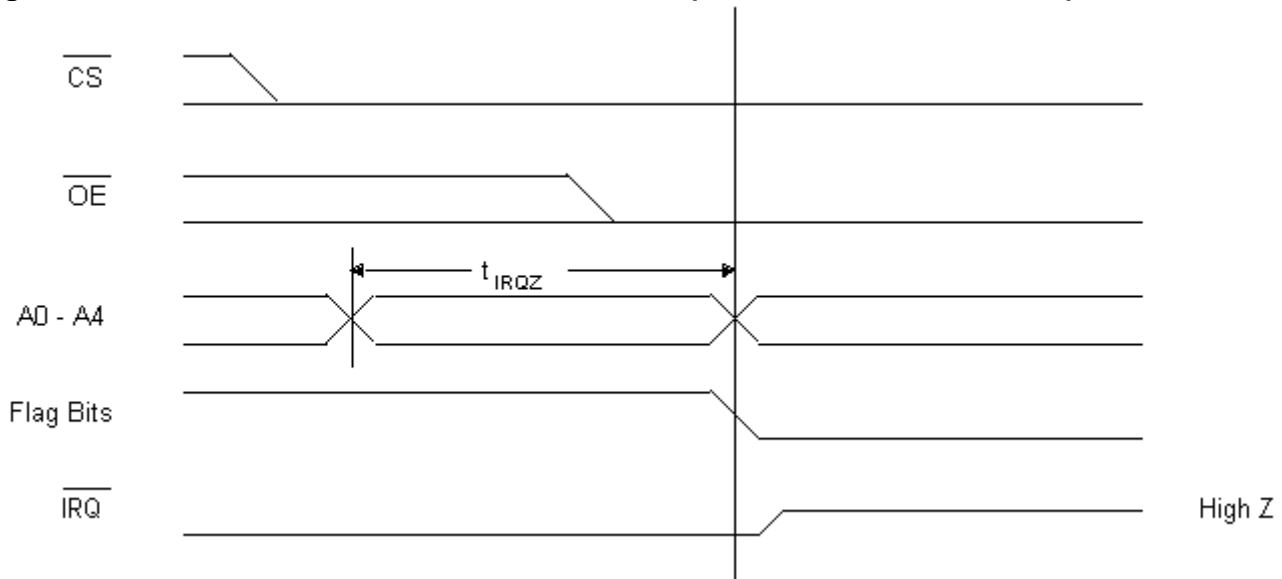 CS
OE
t IRQZ
A0 - A4
Flag Bits
IRQ
High Z